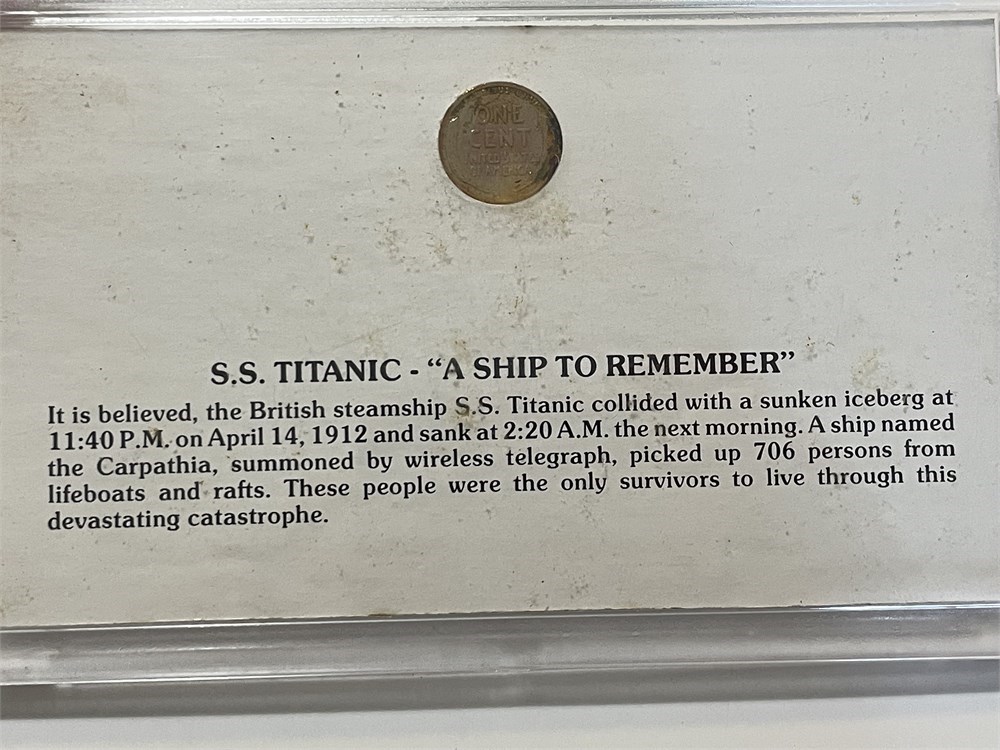 ONE
CENT
S.S. TITANIC - “A SHIP TO REMEMBER”
It is believed, the British steamship S.S. Titanic collided with a sunken iceberg at
11:40 P.M. on April 14, 1912 and sank at 2:20 A.M. the next morning. A ship named
the Carpathia, summoned by wireless telegraph, picked up 706 persons from
lifeboats and rafts. These people were the only survivors to live through this
devastating catastrophe.